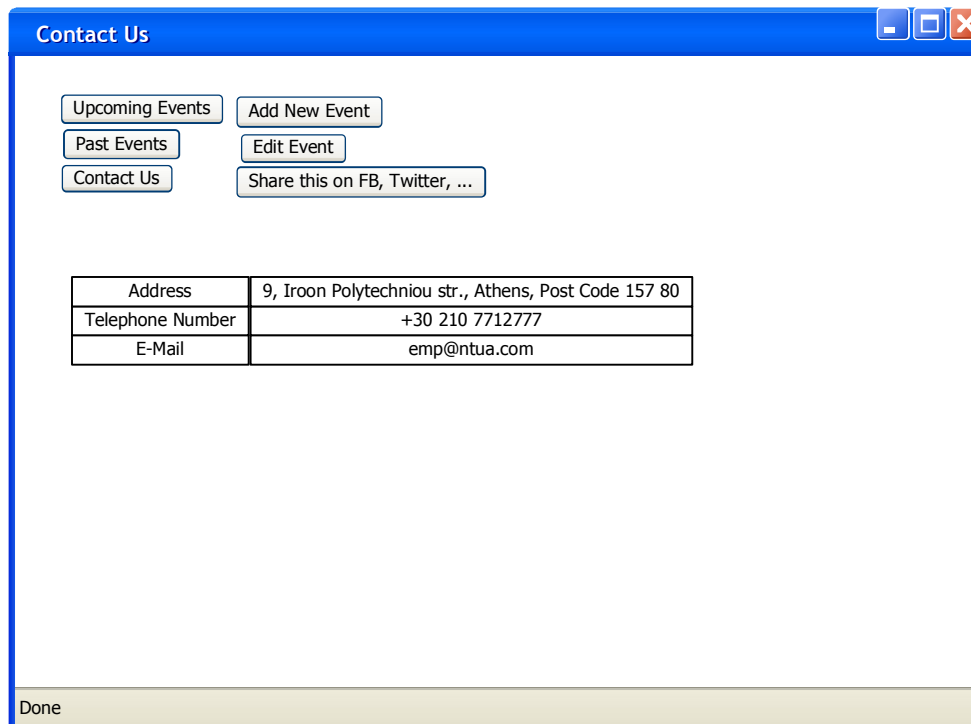 Contact Us
Upcoming Events Add New Event
Past Events Edit Event
Contact Us Share this on FB, Twitter, ...
Address 9, Iroon Polytechniou str., Athens, Post Code 157 80
Telephone Number +30 210 7712777
E-Mail emp@ntua.com
Done